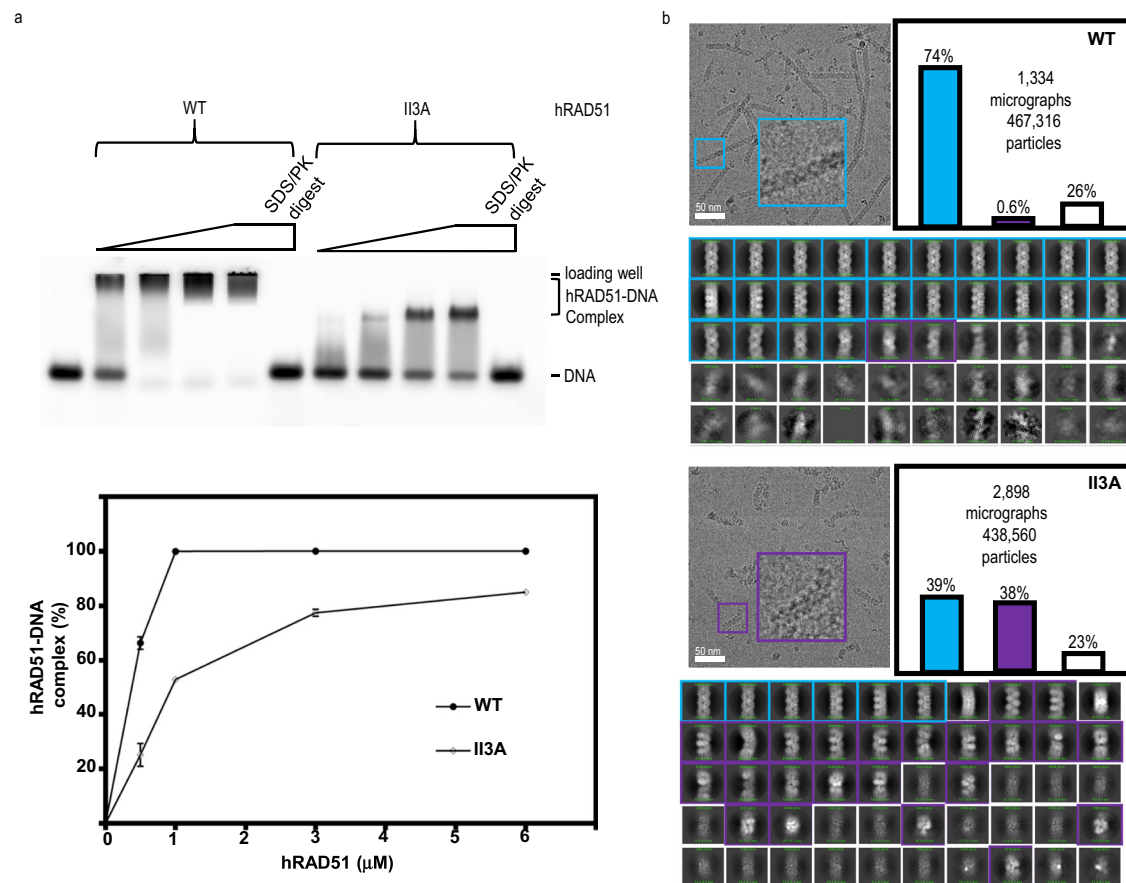 a
WT
II3A
hRAD51
SDS/PK
digest
SDS/PK
digest
loading well
hRAD51-DNA
Complex
DNA
hRAD51-DNA
complex (%)
100
80
60
40
20
WT
II3A
0
1
2
3
4
5
6
hRAD51 (μM)
b
50 nm
WT
74%
1,334
micrographs
467,316
particles
0.6%
26%
50 nm
II3A
2,898
micrographs
438,560
particles
39%
38%
23%